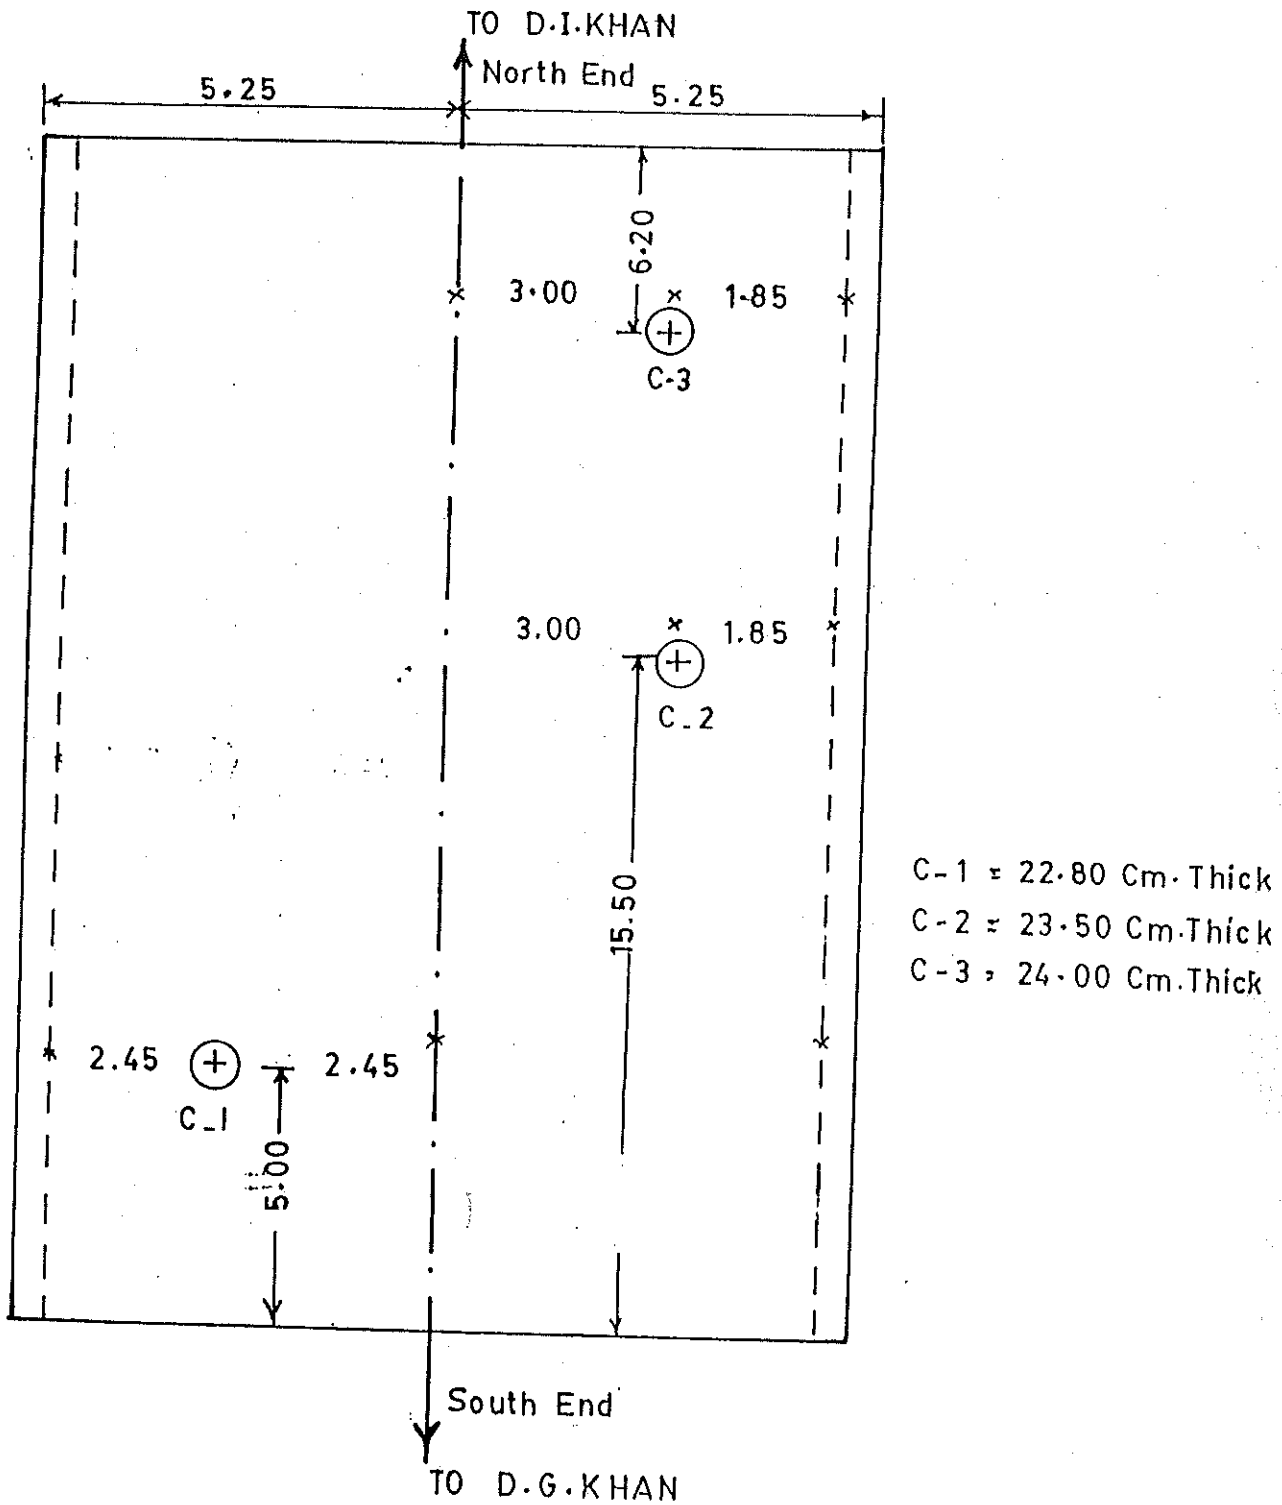 TO D.I.KHAN
North End
5.25
5.25
6.20
3.00
1.85
C-3
3.00
1.85
C-2
15.50
C-1 = 22.80 Cm.Thick
C-2 = 23.50 Cm.Thick
C-3 = 24.00 Cm.Thick
2.45
2.45
C-1
5.00
South End
TO D.G.KHAN